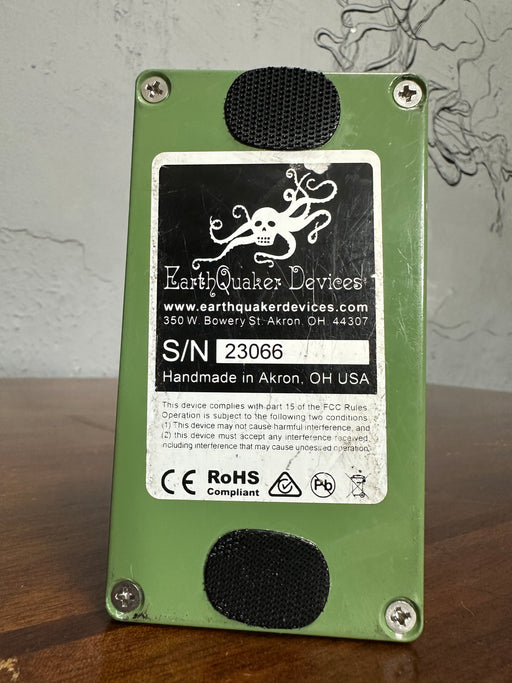 EarthQuaker Devices
www.earthquakerdevices.com
350 W. Bowery St. Akron, OH 44307
S/N 23066
Handmade in Akron, OH USA
This device complies with part 15 of the FCC Rules.
Operation is subject to the following two conditions.
(1) This device may not cause harmful interference, and
(2) this device must accept any interference received,
including interference that may cause undesired operation.
CE RoHS Compliant Pb